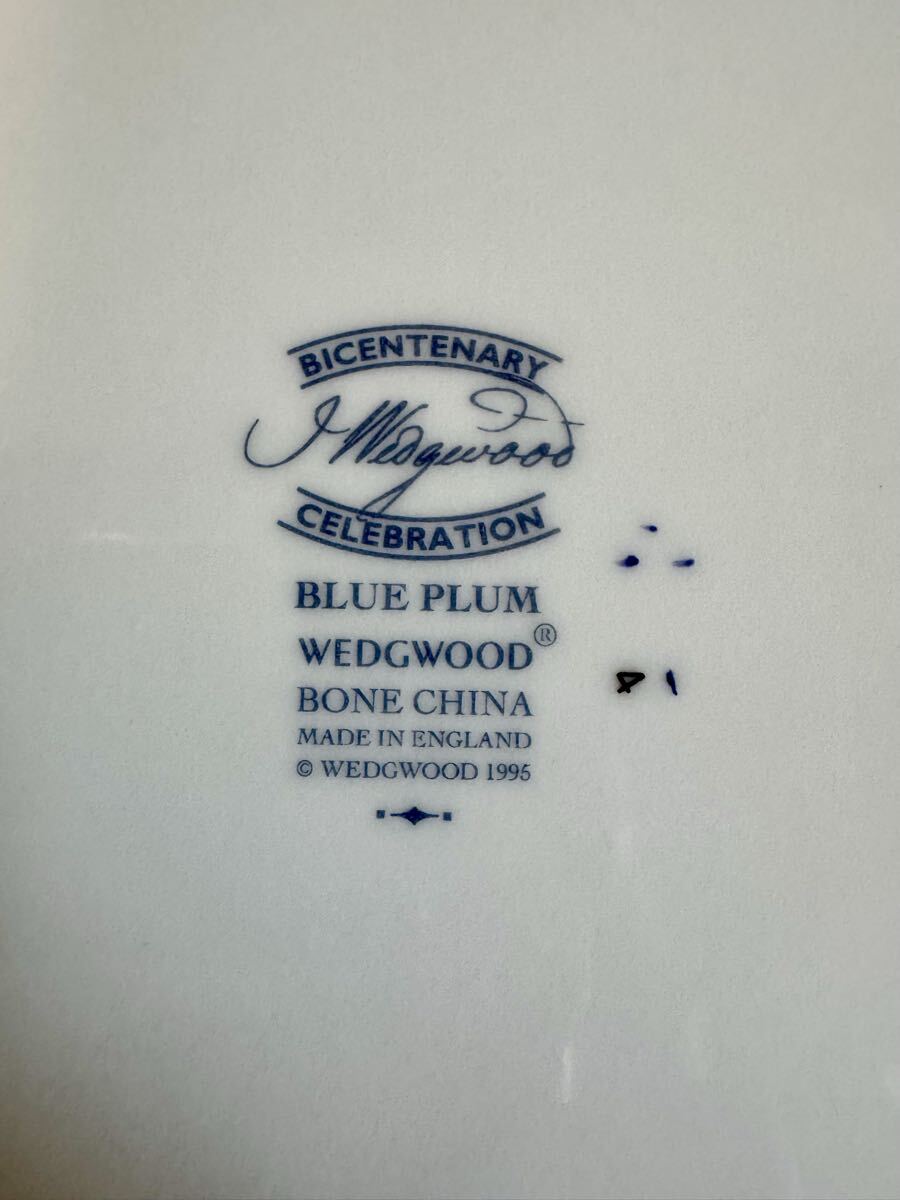 BICENTENARY
J Wedgwood
CELEBRATION
BLUE PLUM
WEDGWOOD®
BONE CHINA
MADE IN ENGLAND
© WEDGWOOD 1995